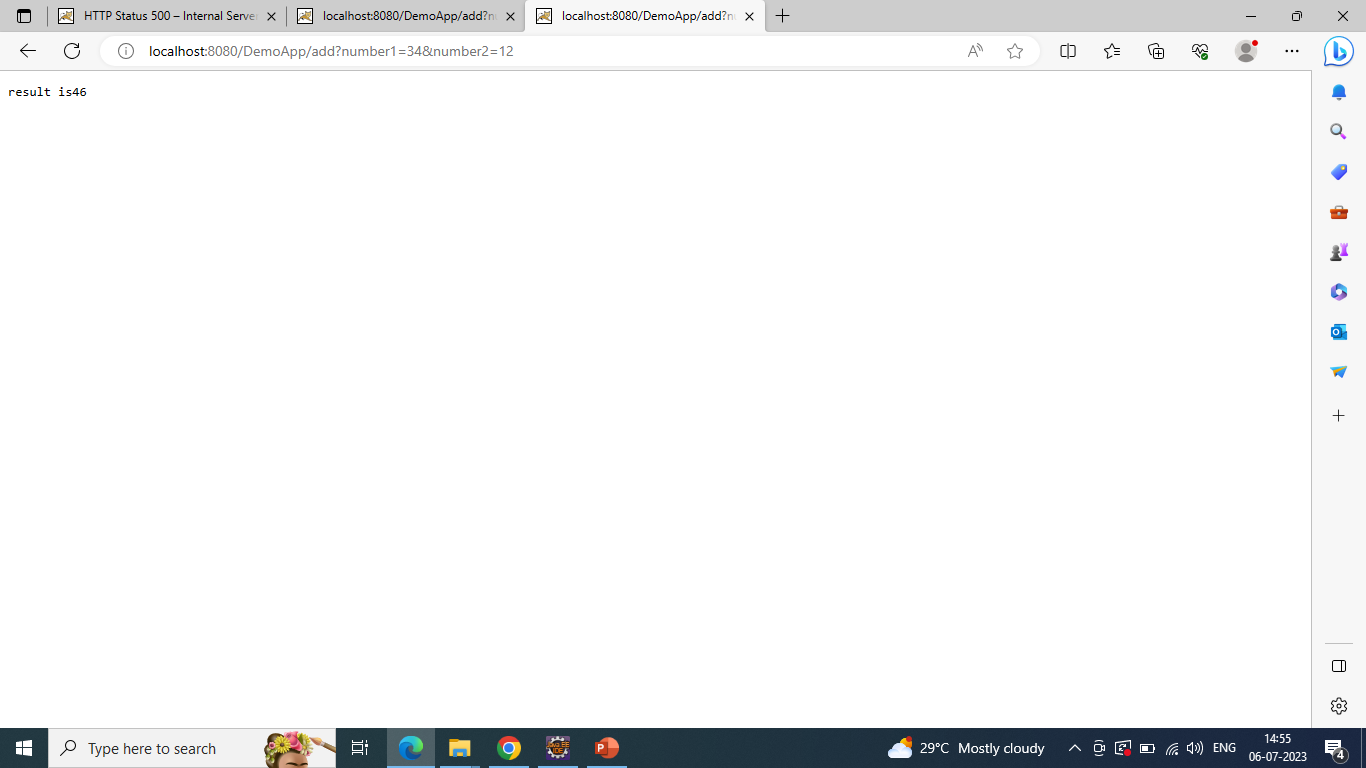 HTTP Status 500 – Internal Server
localhost:8080/DemoApp/add?n
localhost:8080/DemoApp/add?n
localhost:8080/DemoApp/add?number1=34&number2=12
result is46
Type here to search
29°C Mostly cloudy
ENG
14:55
06-07-2023
4